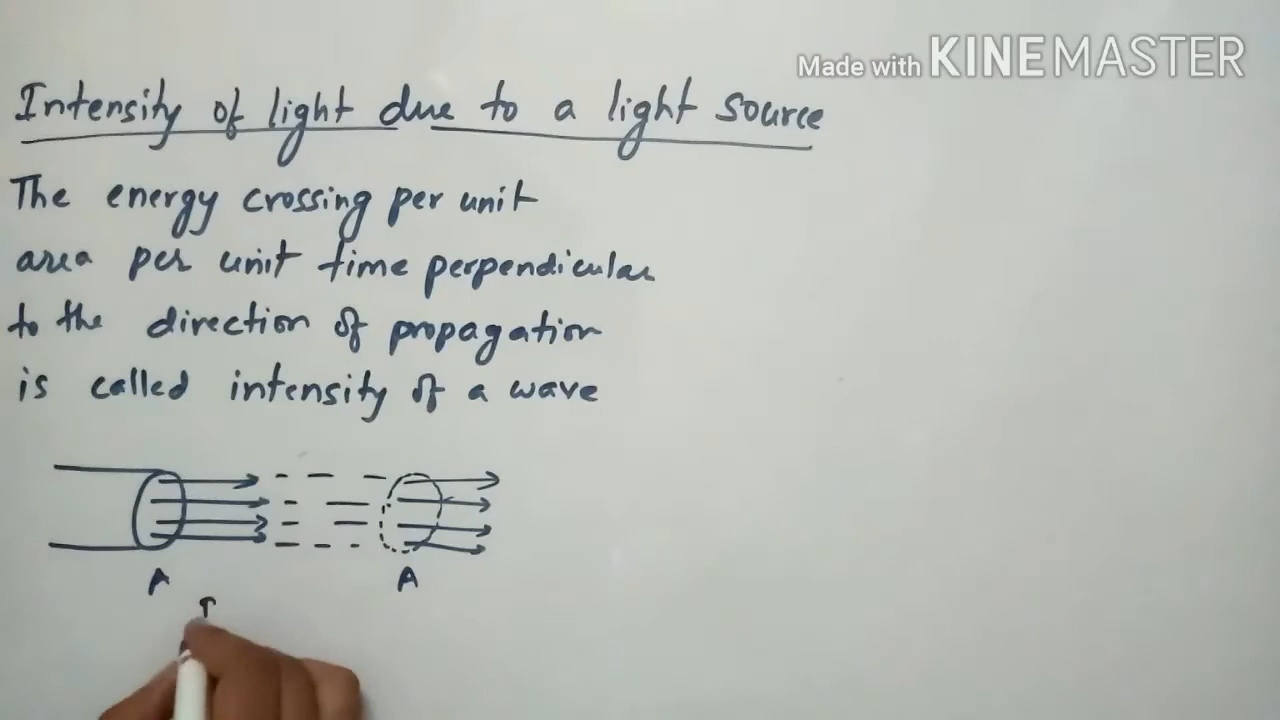 Made with KINEMASTER
Intensity of light due to a light source
The energy crossing per unit
area per unit time perpendicular
to the direction of propagation
is called intensity of a wave
A A